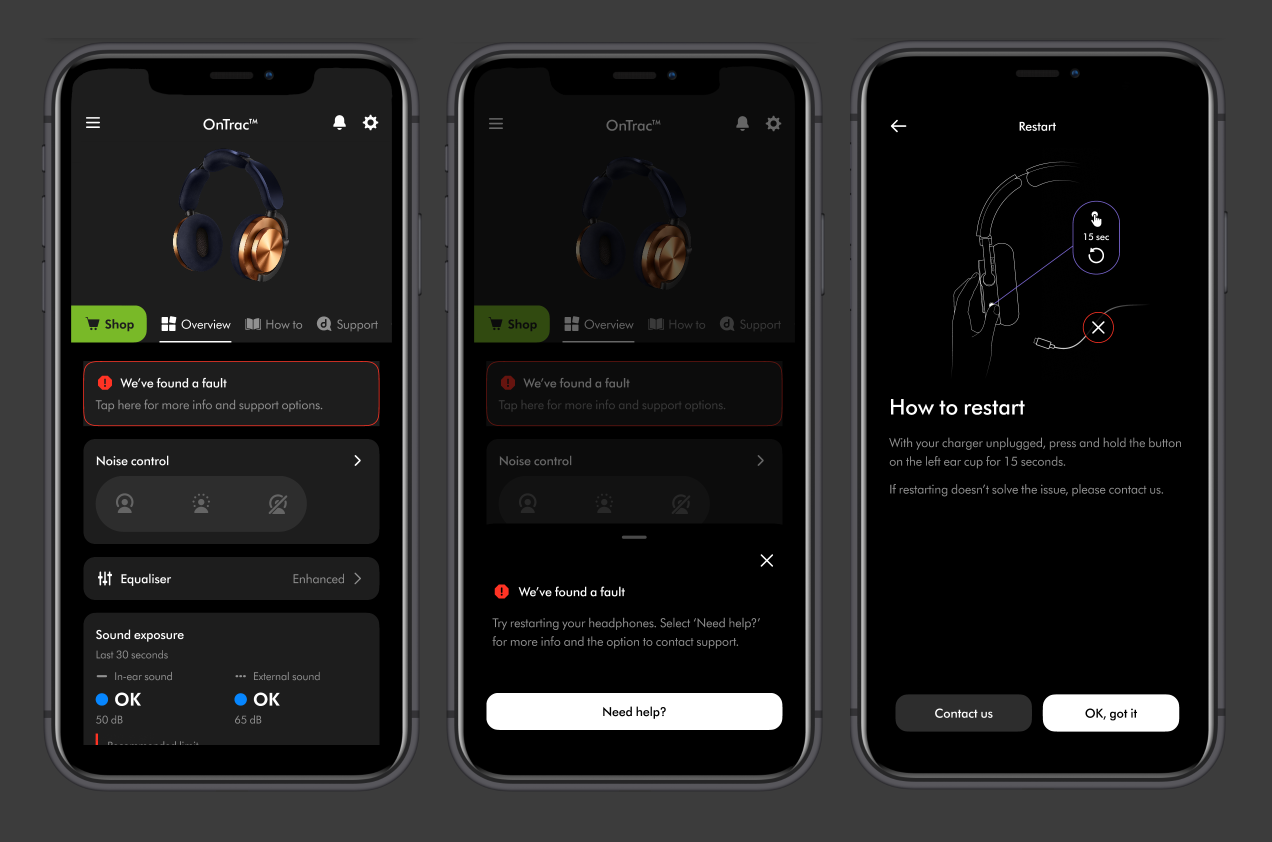 OnTrac™
Shop
Overview
How to
Support
We've found a fault
Tap here for more info and support options.
Noise control
Equaliser
Enhanced
Sound exposure
Last 30 seconds
In-ear sound
External sound
OK
OK
50 dB
65 dB
Recommended limit
OnTrac™
Shop
Overview
How to
Support
We've found a fault
Tap here for more info and support options.
Noise control
We've found a fault
Try restarting your headphones. Select ‘Need help?’
for more info and the option to contact support.
Need help?
Restart
15 sec
How to restart
With your charger unplugged, press and hold the button
on the left ear cup for 15 seconds.
If restarting doesn't solve the issue, please contact us.
Contact us
OK, got it